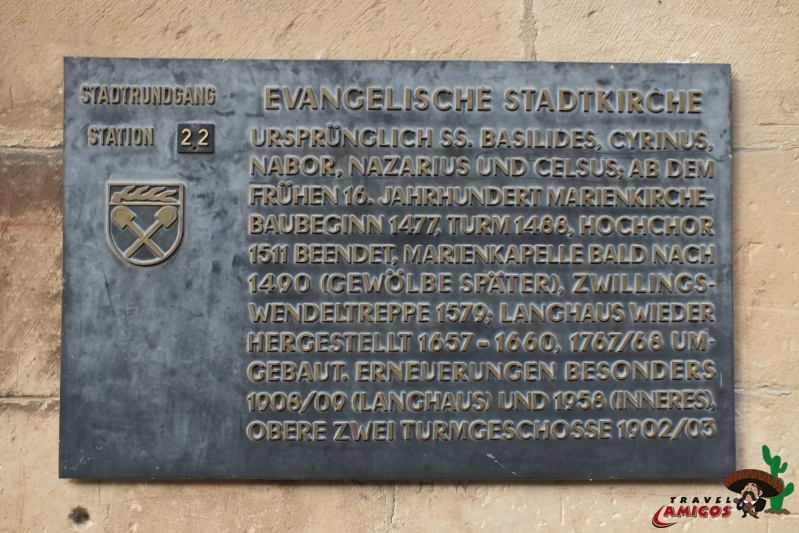 STADTRUNDGANG
STATION 22
EVANGELISCHE STADTKIRCHE
URSPRÜNGLICH SS. BASILIDES, CYRINUS,
NABOR, NAZARIUS UND CELSUS; AB DEM
FRÜHEN 16. JAHRHUNDERT MARIENKIRCHE-
BAUBEGINN 1477, TURM 1488, HOCHCHOR
1511 BEENDET, MARIENKAPELLE BALD NACH
1490 (GEWÖLBE SPÄTER), ZWILLINGS-
WENDELTREPPE 1579; LANGHAUS WIEDER
HERGESTELLT 1657 - 1660, 1767/68 UM-
GEBAUT. ERNEUERUNGEN BESONDERS
1908/09 (LANGHAUS) UND 1958 (INNERES),
OBERE ZWEI TURMGESCHOSSE 1902/03
TRAVEL
AMIGOS